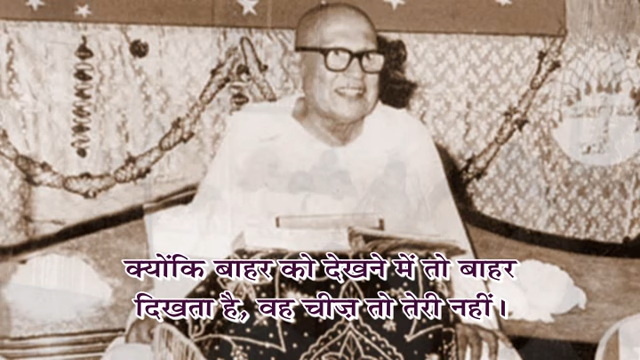 क्योंकि बाहर को देखने में तो बाहर
दिखता है, वह चीज़ तो तेरी नहीं।